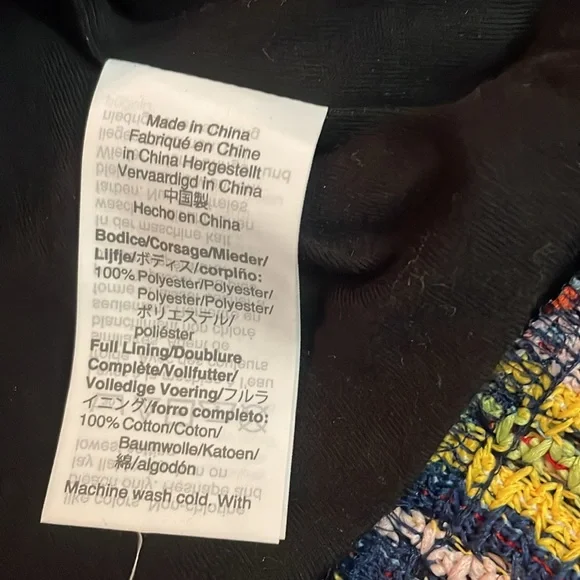 Made in China
Fabriqué en Chine
in China Hergestellt
Vervaardigd in China
中国製
Hecho en China
Bodice/Corsage/Mieder/
Lijfje/ボディス/corpiño:
100% Polyester/Polyester/
Polyester/Polyester/
ポリエステル/
poliéster
Full Lining/Doublure
Complète/Vollfutter/
Volledige Voering/フルラ
イニング/forro completo:
100% Cotton/Coton/
Baumwolle/Katoen/
綿/algodón
Machine wash cold. With